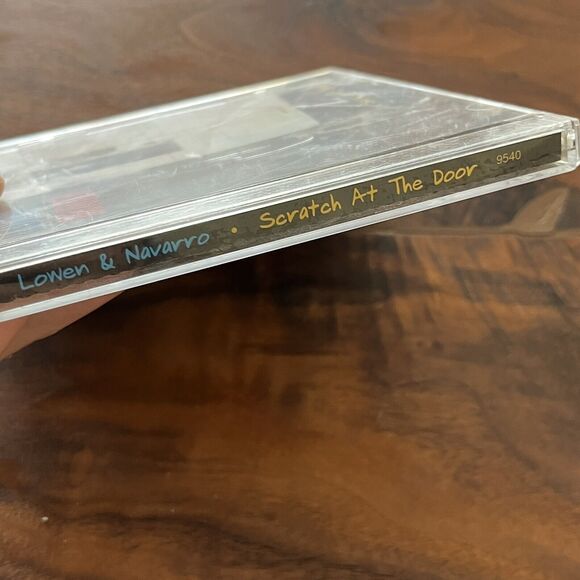 Lowen & Navarro • Scratch At The Door 9540